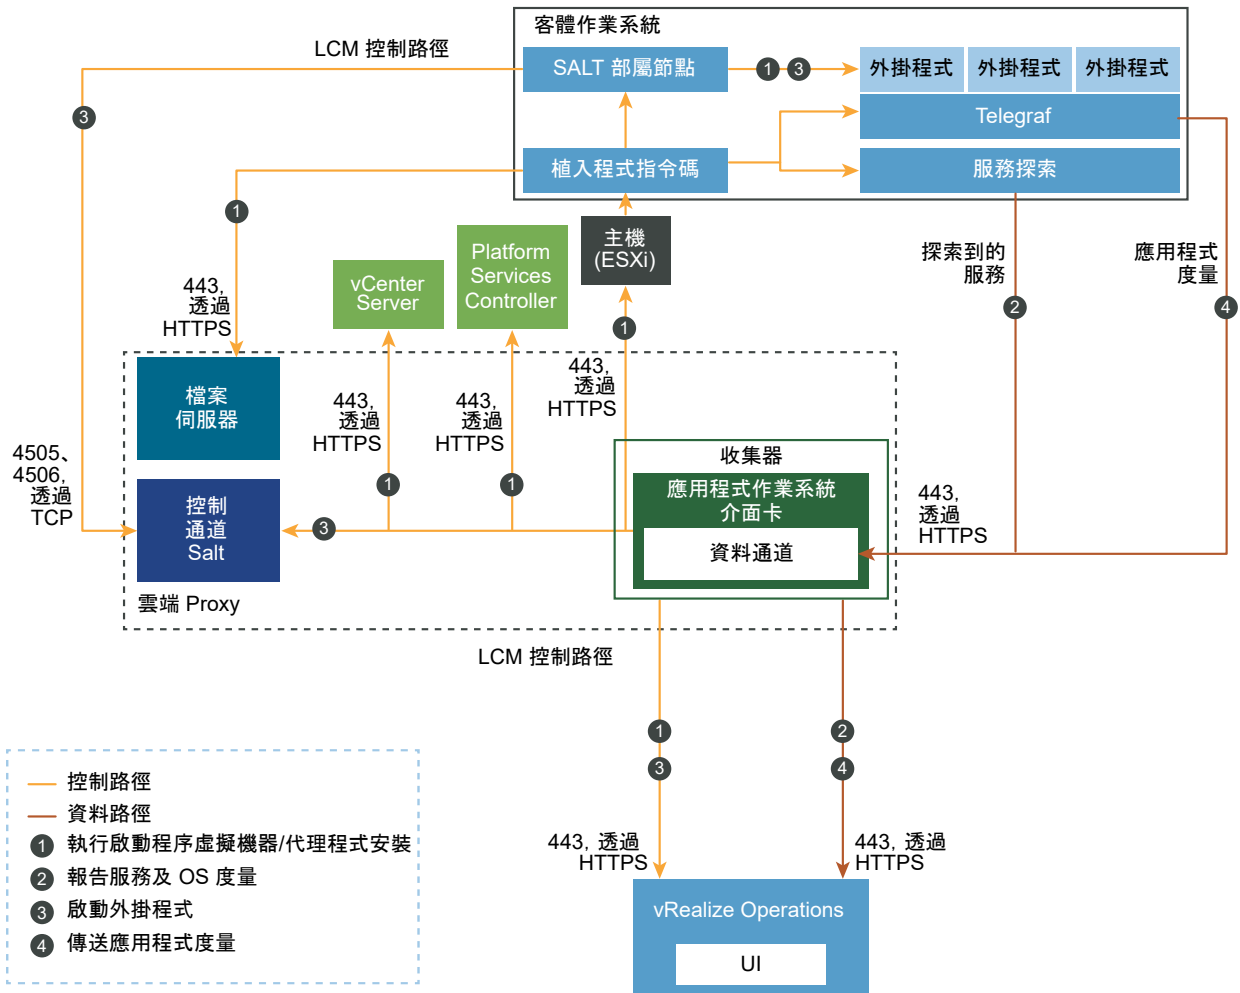 客體作業系統
LCM 控制路徑
SALT 部屬節點
1
3
外掛程式
外掛程式
外掛程式
3
Telegraf
植入程式指令碼
服務探索
1
主機
(ESXi)
Platform
Services
Controller
vCenter
Server
探索到的
服務
應用程式
度量
443,
透過
HTTPS
1
2
4
檔案
伺服器
443,
透過
HTTPS
443,
透過
HTTPS
443,
透過
HTTPS
4505、
4506,
透過
TCP
收集器
應用程式作業系統
介面卡
資料通道
1
1
控制
通道
Salt
3
443,
透過
HTTPS
雲端 Proxy
LCM 控制路徑
1
3
2
4
443, 透過
HTTPS
443, 透過
HTTPS
vRealize Operations
UI
控制路徑
資料路徑
1 執行啟動程序虛擬機器/代理程式安裝
2 報告服務及 OS 度量
3 啟動外掛程式
4 傳送應用程式度量